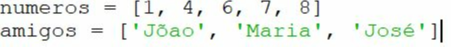 numeros = [1, 4, 6, 7, 8]
amigos = ['Jõao', 'Maria', 'José']